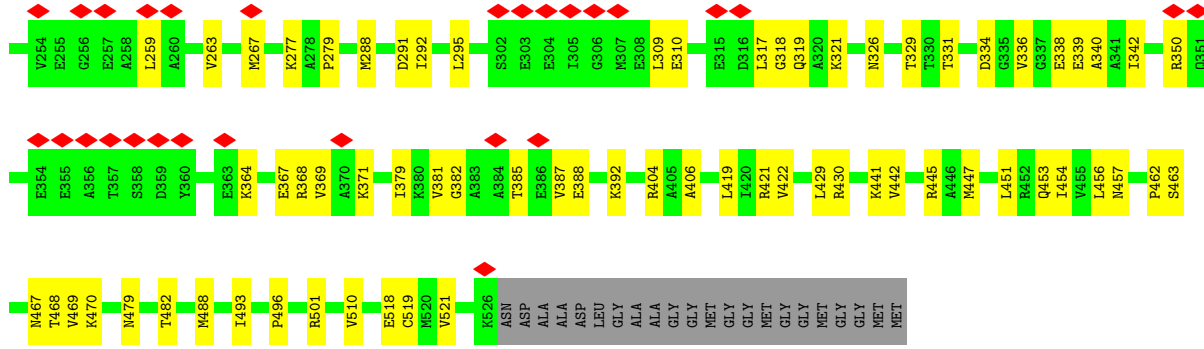 V254 E255 G256 E257 A258 L259 A260 V263 M267 K277 A278 P279 M288 D291 I292 L295 S302 E303 E304 I305 G306 M307 E308 L309 E310 E315 D316 L317 G318 Q319 A320 K321 N326 T329 T330 T331 D334 G335 V336 G337 E338 E339 A340 A341 I342 R350 Q351
E354 E355 A356 T357 S358 D359 Y360 E363 K364 E367 R368 V369 A370 K371 I379 K380 V381 G382 A383 A384 T385 E386 V387 E388 K392 R404 A405 A406 L419 I420 R421 V422 L429 R430 K441 V442 R445 A446 M447 L451 R452 Q453 I454 V455 L456 N457 P462 S463
N467 T468 V469 K470 N479 T482 M488 I493 P496 R501 V510 E518 C519 M520 V521 K526 ASN ASP ALA ALA ASP LEU GLY ALA ALA GLY GLY MET GLY GLY MET GLY GLY MET GLY GLY MET MET